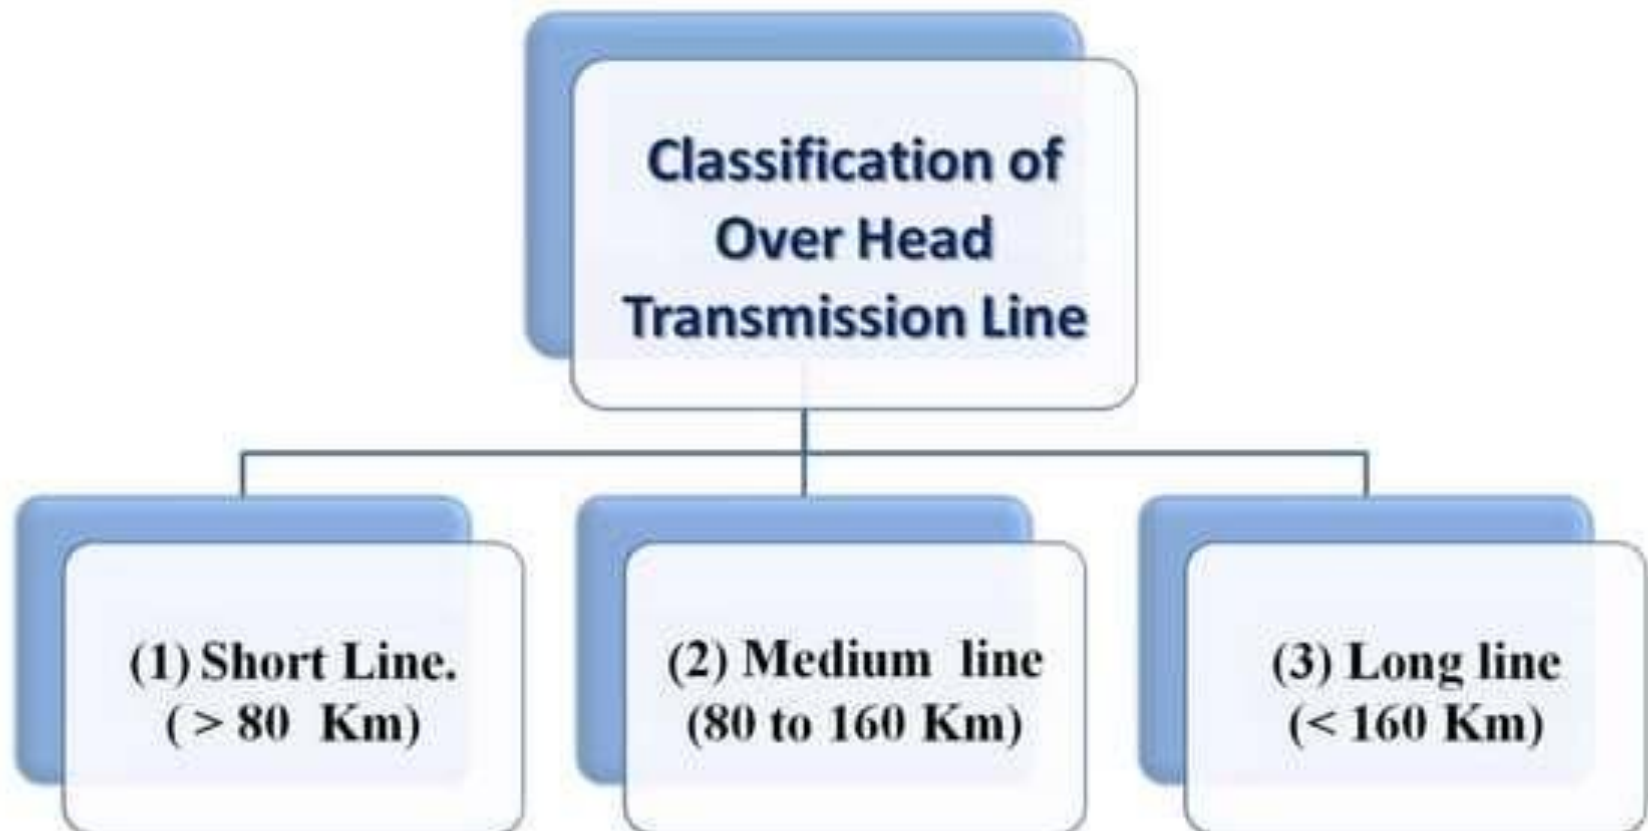 Classification of
Over Head
Transmission Line
(1) Short Line.
( > 80 Km)
(2) Medium line
(80 to 160 Km)
(3) Long line
(< 160 Km)